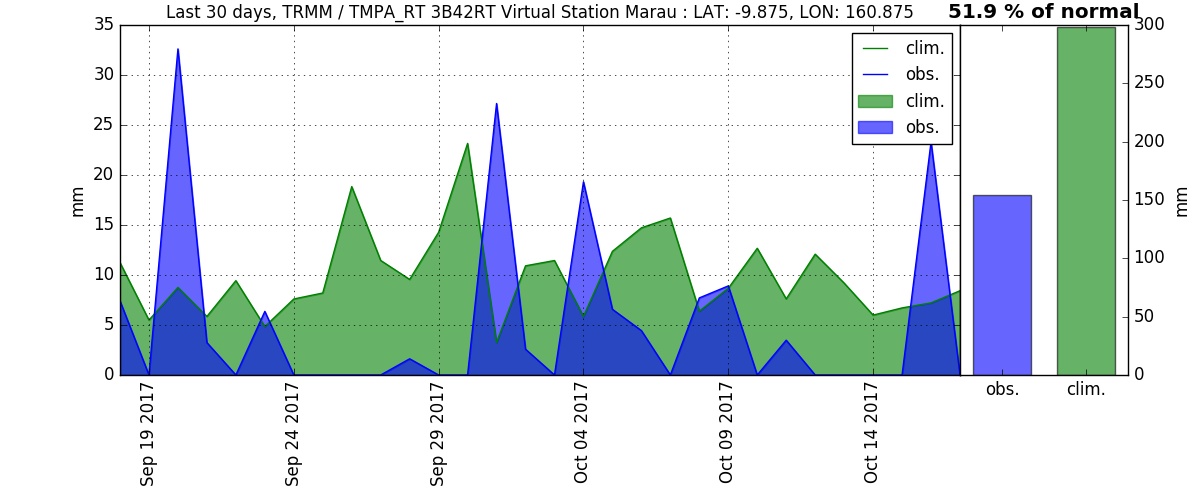 Last 30 days, TRMM / TMPA_RT 3B42RT Virtual Station Marau : LAT: -9.875, LON: 160.875
51.9 % of normal
35
30
25
20
15
10
5
0
mm
clim.
obs.
clim.
obs.
300
250
200
150
100
50
0
mm
Sep 19 2017
Sep 24 2017
Sep 29 2017
Oct 04 2017
Oct 09 2017
Oct 14 2017
obs.
clim.